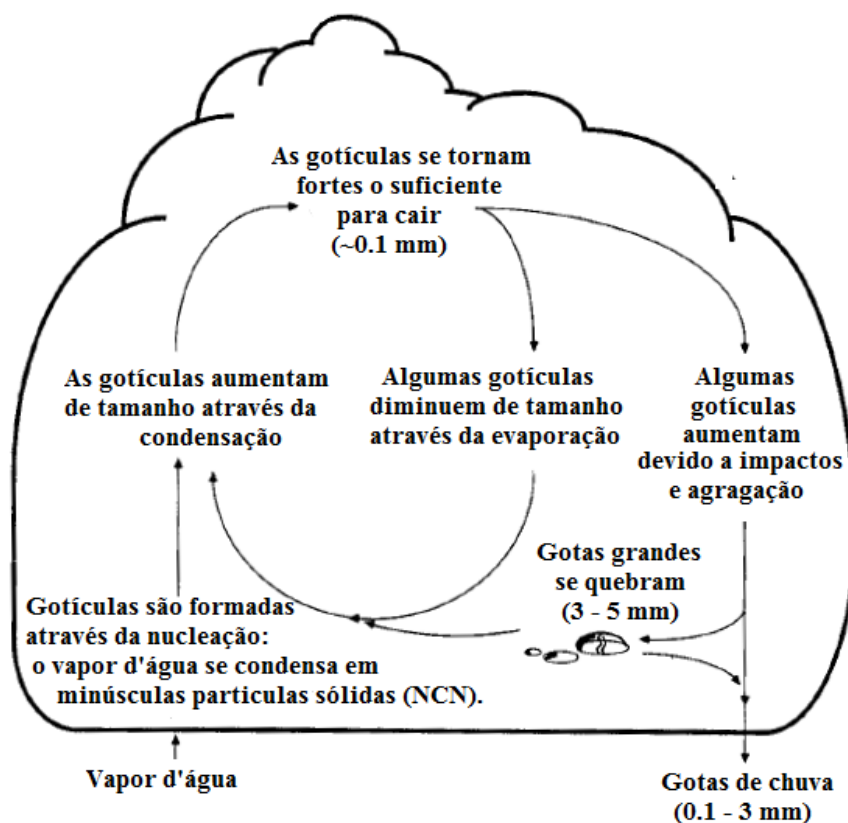 As gotículas se tornam
fortes o suficiente
para cair
(~0.1 mm)
As gotículas aumentam
de tamanho através da
condensação
Algumas gotículas
diminuem de tamanho
através da evaporação
Algumas
gotículas
aumentam
devido a impactos
e agragação
Gotas grandes
se quebram
(3 - 5 mm)
Gotículas são formadas
através da nucleação:
o vapor d'água se condensa em
minúsculas particulas sólidas (NCN).
Vapor d'água
Gotas de chuva
(0.1 - 3 mm)